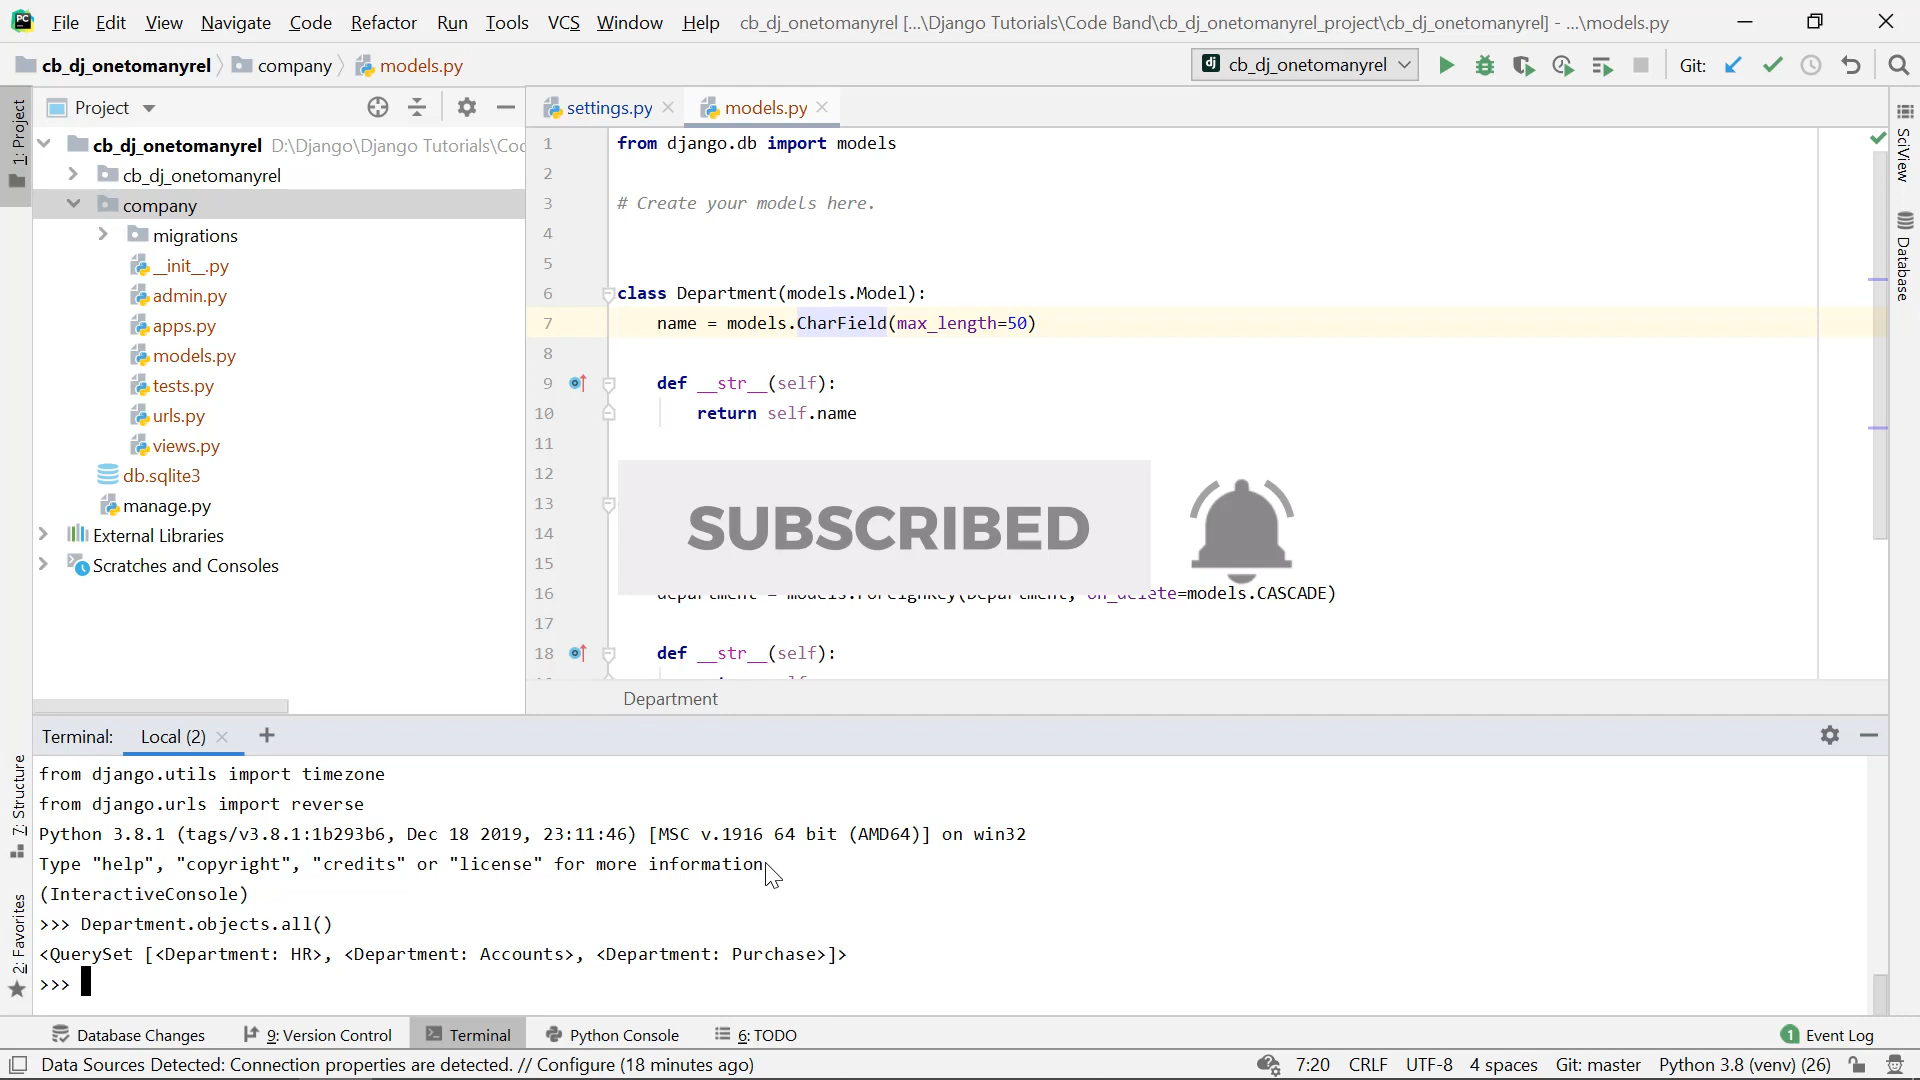 File Edit View Navigate Code Refactor Run Tools VCS Window Help cb_dj_onetomanyrel [...\Django Tutorials\Code Band\cb_dj_onetomanyrel_project\cb_dj_onetomanyrel] - ...\models.py
cb_dj_onetomanyrel company models.py
dj cb_dj_onetomanyrel Git:
1: Project
Project
settings.py models.py
cb_dj_onetomanyrel D:\Django\Django Tutorials\Coc
cb_dj_onetomanyrel
company
migrations
__init__.py
admin.py
apps.py
models.py
tests.py
urls.py
views.py
db.sqlite3
manage.py
External Libraries
Scratches and Consoles
1 from django.db import models
2
3 # Create your models here.
4
5
6 class Department(models.Model):
7 name = models.CharField(max_length=50)
8
9 def __str__(self):
10 return self.name
11
12
13
14
15
SUBSCRIBED
16 department = models.ForeignKey(Department, on_delete=models.CASCADE)
17
18 def __str__(self):
Department
SciView
Database
Terminal: Local (2) +
from django.utils import timezone
from django.urls import reverse
Python 3.8.1 (tags/v3.8.1:1b293b6, Dec 18 2019, 23:11:46) [MSC v.1916 64 bit (AMD64)] on win32
Type "help", "copyright", "credits" or "license" for more information
(InteractiveConsole)
>>> Department.objects.all()
<QuerySet [<Department: HR>, <Department: Accounts>, <Department: Purchase>]>
>>>
7: Structure
2: Favorites
Database Changes 9: Version Control Terminal Python Console 6: TODO 1 Event Log
Data Sources Detected: Connection properties are detected. // Configure (18 minutes ago) 7:20 CRLF UTF-8 4 spaces Git: master Python 3.8 (venv) (26)